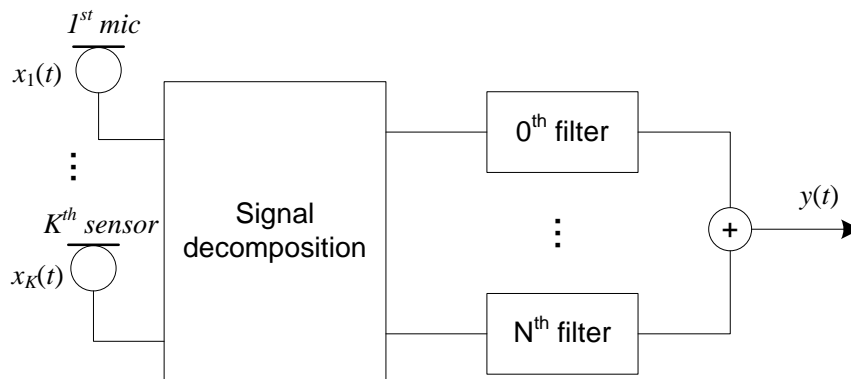 1st mic
x1(t)
⋮
Kth sensor
xK(t)
Signal
decomposition
0th filter
⋮
Nth filter
+
y(t)